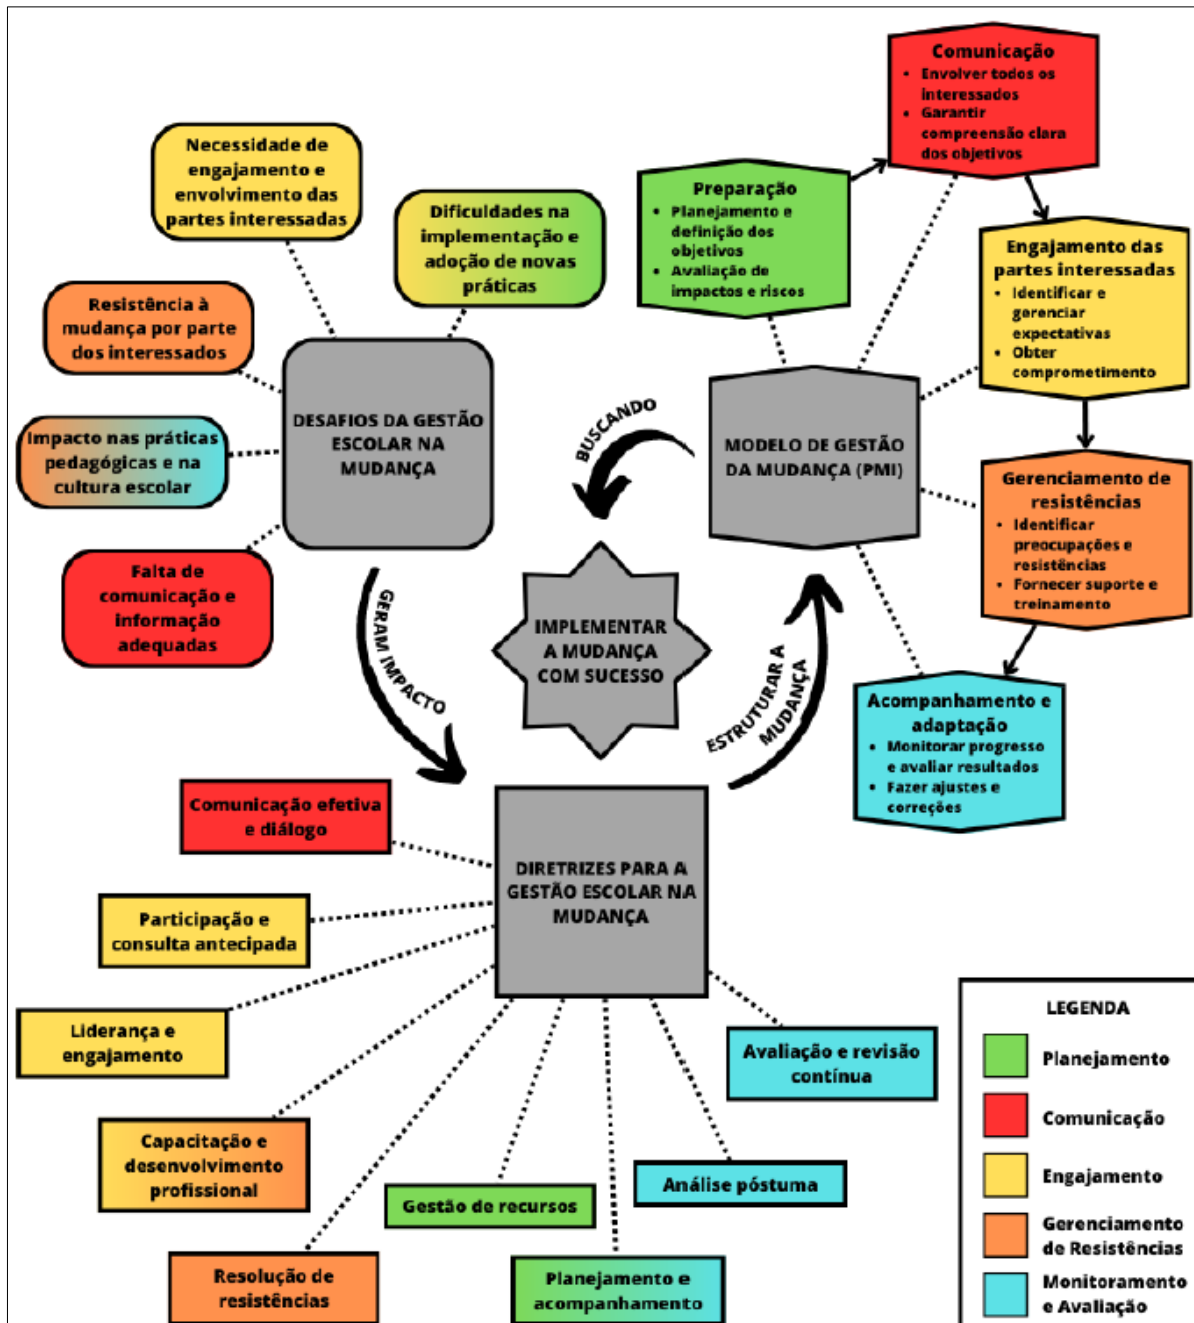 Necessidade de
engajamento e
envolvimento das
partes interessadas
Dificuldades na
implementação e
adoção de novas
práticas
Resistência à
mudança por parte
dos interessados
Impacto nas práticas
pedagógicas e na
cultura escolar
Falta de
comunicação e
informação
adequadas
DESAFIOS DA GESTÃO
ESCOLAR NA
MUDANÇA
Preparação
• Planejamento e
definição dos
objetivos
• Avaliação de
impactos e riscos
Comunicação
• Envolver todos os
interessados
• Garantir
compreensão clara
dos objetivos
Engajamento das
partes interessadas
• Identificar e
gerenciar
expectativas
• Obter
comprometimento
Gerenciamento de
resistências
• Identificar
preocupações e
resistências
• Fornecer suporte e
treinamento
Acompanhamento e
adaptação
• Monitorar progresso
e avaliar resultados
• Fazer ajustes e
correções
MODELO DE GESTÃO
DA MUDANÇA (PMI)
BUSCANDO
GERAM IMPACTO
ESTRUTURAR A
MUDANÇA
IMPLEMENTAR
A MUDANÇA
COM SUCESSO
DIRETRIZES PARA A
GESTÃO ESCOLAR NA
MUDANÇA
Comunicação efetiva
e diálogo
Participação e
consulta antecipada
Liderança e
engajamento
Capacitação e
desenvolvimento
profissional
Resolução de
resistências
Gestão de recursos
Planejamento e
acompanhamento
Análise póstuma
Avaliação e revisão
contínua
LEGENDA
Planejamento
Comunicação
Engajamento
Gerenciamento
de Resistências
Monitoramento
e Avaliação